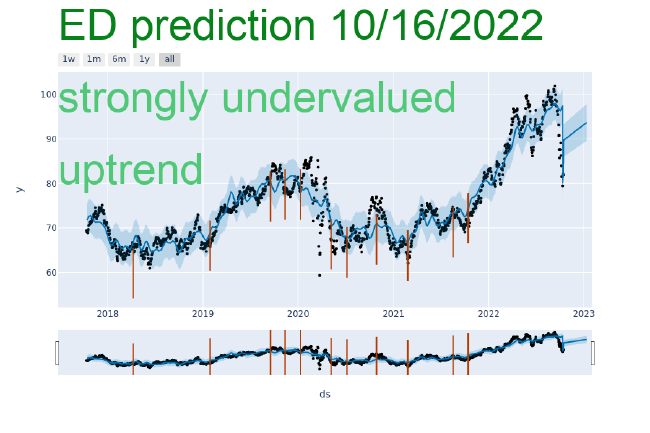 ED prediction 10/16/2022
1w 1m 6m 1y all
strongly undervalued
uptrend
100
90
80
70
60
y
2018 2019 2020 2021 2022 2023
ds